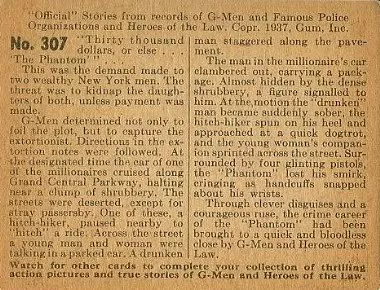 "Official" Stories from records of G-Men and Famous Police
Organizations and Heroes of the Law. Copr. 1937, Gum, Inc.
No. 307
"Thirty thousand
dollars, or else . . .
The Phantom" " . .
This was the demand made to
two wealthy New York men. The
threat was to kidnap the daugh-
ters of both, unless payment was
made.
G-Men determined not only to
foil the plot, but to capture the
extortionist. Directions in the ex-
tortion notes were followed. At
the designated time the car of one
of the millionaires cruised along
Grand Central Parkway, halting
near a clump of shrubbery. The
streets were deserted, except for
stray passersby. One of these, a
hitch-hiker, paused nearby to
"hitch" a ride. Across the street
a young man and woman were
talking in a parked car. A drunken
man staggered along the pave-
ment.
The man in the millionaire's car
clambered out, carrying a pack-
age. Almost hidden by the dense
shrubbery, a figure signalled to
him. At the motion the "drunken"
man became suddenly sober, the
hitch-hiker spun on his heel and
approached at a quick dogtrot,
and the young woman's compan-
ion sprinted across the street. Sur-
rounded by four glinting pistols
the "Phantom" lost his smirk,
cringing as handcuffs snapped
about his wrists.
Through clever disguises and a
courageous ruse, the crime career
of the "Phantom" had been
brought to a quick and bloodless
close by G-Men and Heroes of the
Law.
Watch for other cards to complete your collection of thrilling
action pictures and true stories of G-Men and Heroes of the Law.